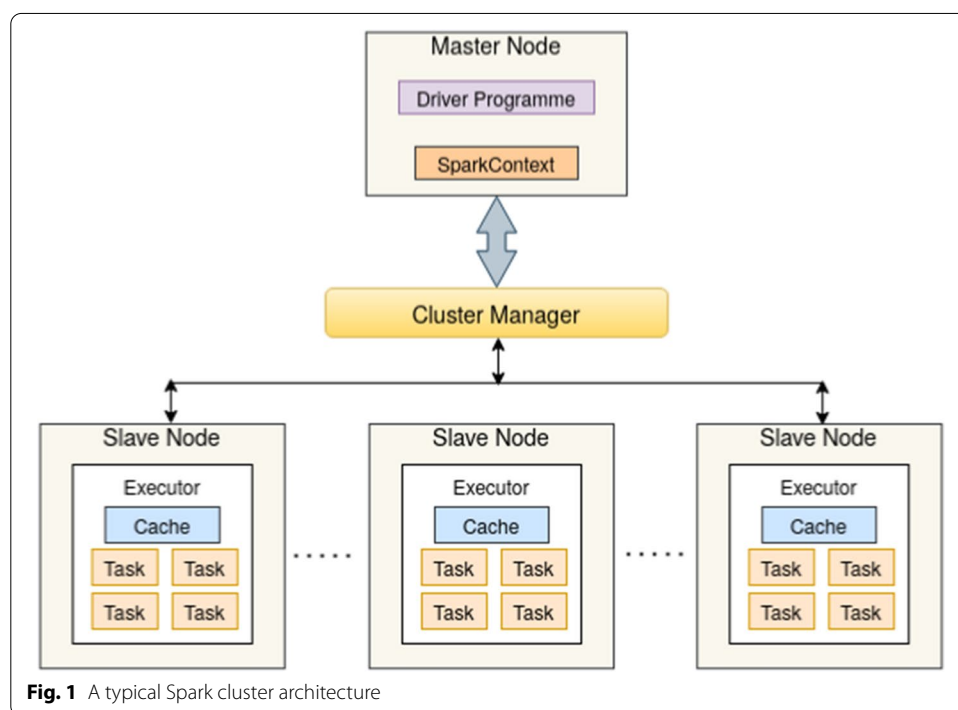 Master Node
Driver Programme
SparkContext
Cluster Manager
Slave Node
Executor
Cache
Task Task
Task Task
.....
Slave Node
Executor
Cache
Task Task
Task Task
.....
Slave Node
Executor
Cache
Task Task
Task Task
Fig. 1 A typical Spark cluster architecture